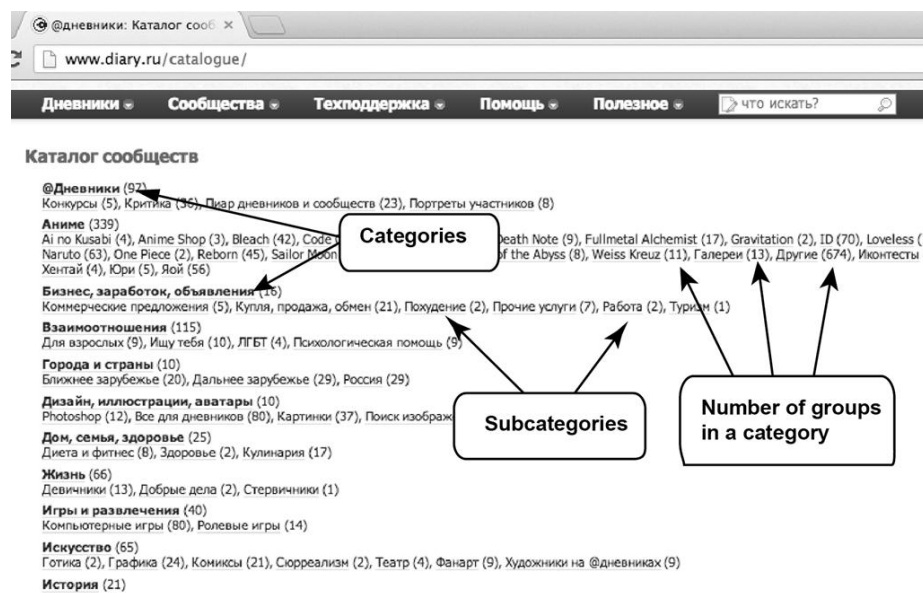 @дневники: Каталог сооб
www.diary.ru/catalogue/
Дневники Сообщества Техподдержка Помощь Полезное что искать?
Каталог сообществ
@Дневники (97)
Конкурсы (5), Критика (36), Пиар дневников и сообществ (23), Портреты участников (8)
Аниме (339)
Ai no Kusabi (4), Anime Shop (3), Bleach (42), Code Death Note (9), Fullmetal Alchemist (17), Gravitation (2), ID (70), Loveless (
Naruto (63), One Piece (2), Reborn (45), Sailor Moon of the Abyss (8), Weiss Kreuz (11), Галереи (13), Другие (674), Иконтесты
Хентай (4), Юри (5), Яой (56)
Categories
Бизнес, заработок, объявления (16)
Коммерческие предложения (5), Купля, продажа, обмен (21), Похудение (2), Прочие услуги (7), Работа (2), Туризм (1)
Взаимоотношения (115)
Для взрослых (9), Ищу тебя (10), ЛГБТ (4), Психологическая помощь (9)
Города и страны (10)
Ближнее зарубежье (20), Дальнее зарубежье (29), Россия (29)
Дизайн, иллюстрации, аватары (10)
Photoshop (12), Все для дневников (80), Картинки (37), Поиск изображ
Subcategories
Number of groups
in a category
Дом, семья, здоровье (25)
Диета и фитнес (8), Здоровье (2), Кулинария (17)
Жизнь (66)
Девичники (13), Добрые дела (2), Стервичники (1)
Игры и развлечения (40)
Компьютерные игры (80), Ролевые игры (14)
Искусство (65)
Готика (2), Графика (24), Комиксы (21), Сюрреализм (2), Театр (4), Фанарт (9), Художники на @дневниках (9)
История (21)